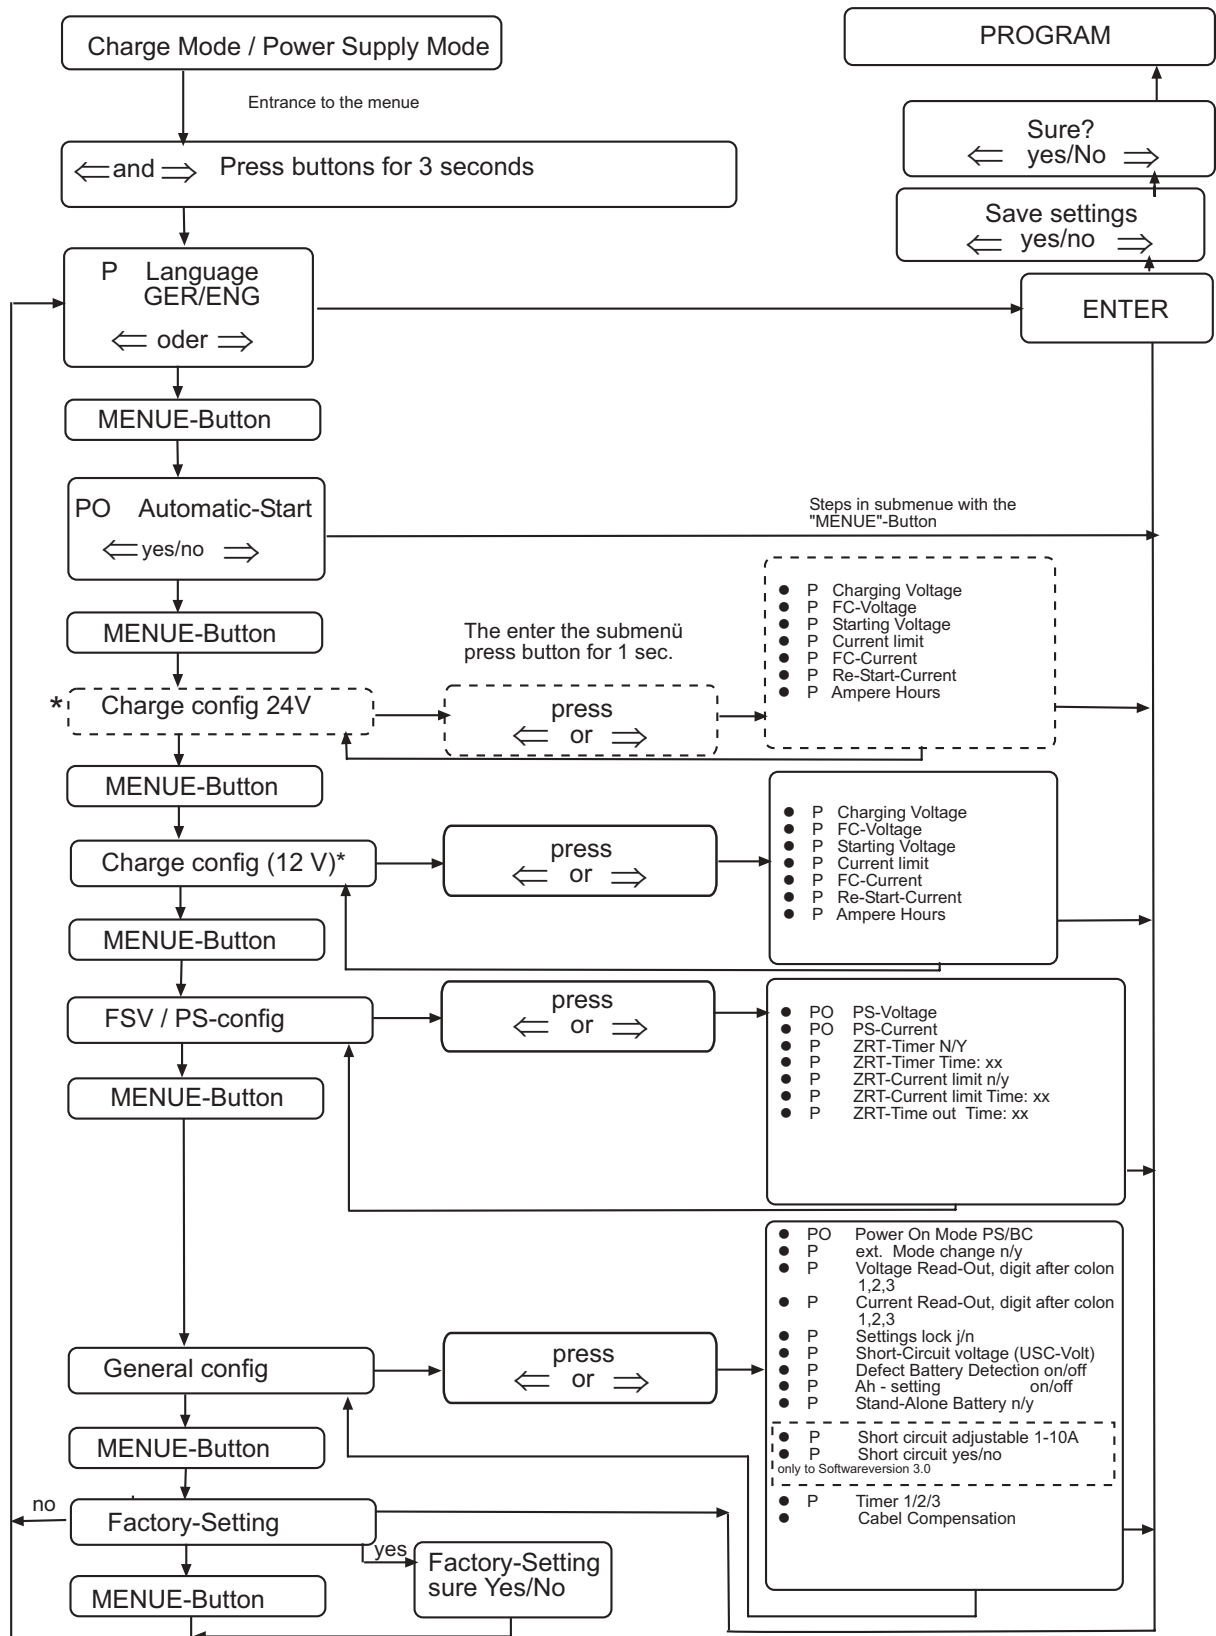 Charge Mode / Power Supply Mode
PROGRAM
Entrance to the menue
Sure?
⇐ yes/No ⇒
⇐ and ⇒ Press buttons for 3 seconds
Save settings
⇐ yes/no ⇒
P Language
GER/ENG
⇐ oder ⇒
ENTER
MENUE-Button
PO Automatic-Start
⇐ yes/no ⇒
Steps in submenue with the
"MENUE"-Button
MENUE-Button
The enter the submenü
press button for 1 sec.
* Charge config 24V
press
⇐ or ⇒
● P Charging Voltage
● P FC-Voltage
● P Starting Voltage
● P Current limit
● P FC-Current
● P Re-Start-Current
● P Ampere Hours
MENUE-Button
Charge config (12 V)*
press
⇐ or ⇒
● P Charging Voltage
● P FC-Voltage
● P Starting Voltage
● P Current limit
● P FC-Current
● P Re-Start-Current
● P Ampere Hours
MENUE-Button
FSV / PS-config
press
⇐ or ⇒
● PO PS-Voltage
● PO PS-Current
● P ZRT-Timer N/Y
● P ZRT-Timer Time: xx
● P ZRT-Current limit n/y
● P ZRT-Current limit Time: xx
● P ZRT-Time out Time: xx
MENUE-Button
General config
press
⇐ or ⇒
● PO Power On Mode PS/BC
● P ext. Mode change n/y
● P Voltage Read-Out, digit after colon
1,2,3
● P Current Read-Out, digit after colon
1,2,3
● P Settings lock j/n
● P Short-Circuit voltage (USC-Volt)
● P Defect Battery Detection on/off
● P Ah - setting on/off
● P Stand-Alone Battery n/y
● P Short circuit adjustable 1-10A
● P Short circuit yes/no
only to Softwareversion 3.0
● P Timer 1/2/3
● Cabel Compensation
MENUE-Button
no
Factory-Setting
yes
Factory-Setting
sure Yes/No
MENUE-Button